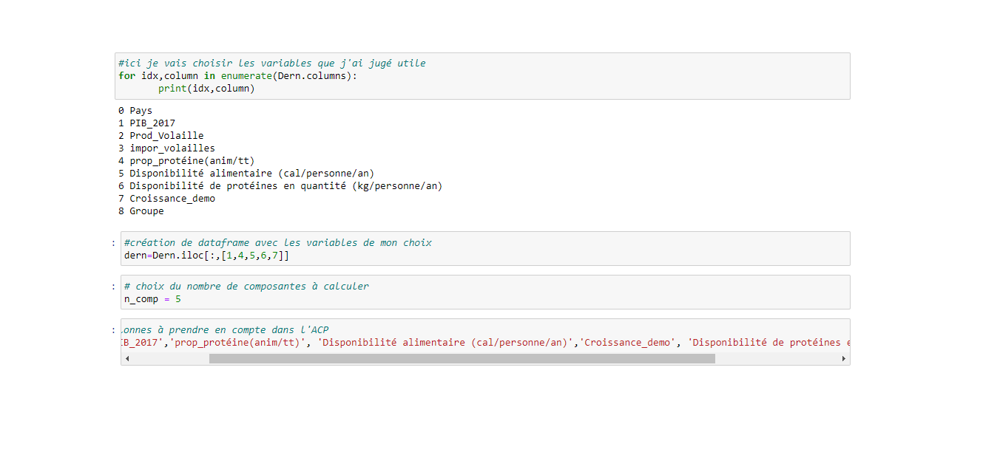 #ici je vais choisir les variables que j'ai jugé utile
for idx,column in enumerate(Dern.columns):
print(idx,column)
0 Pays
1 PIB_2017
2 Prod_Volaille
3 impor_volailles
4 prop_protéine(anim/tt)
5 Disponibilité alimentaire (cal/personne/an)
6 Disponibilité de protéines en quantité (kg/personne/an)
7 Croissance_demo
8 Groupe
: #création de dataframe avec les variables de mon choix
dern=Dern.iloc[:,[1,4,5,6,7]]
: # choix du nombre de composantes à calculer
n_comp = 5
: onnes à prendre en compte dans l'ACP
IB_2017','prop_protéine(anim/tt)', 'Disponibilité alimentaire (cal/personne/an)','Croissance_demo', 'Disponibilité de protéines e